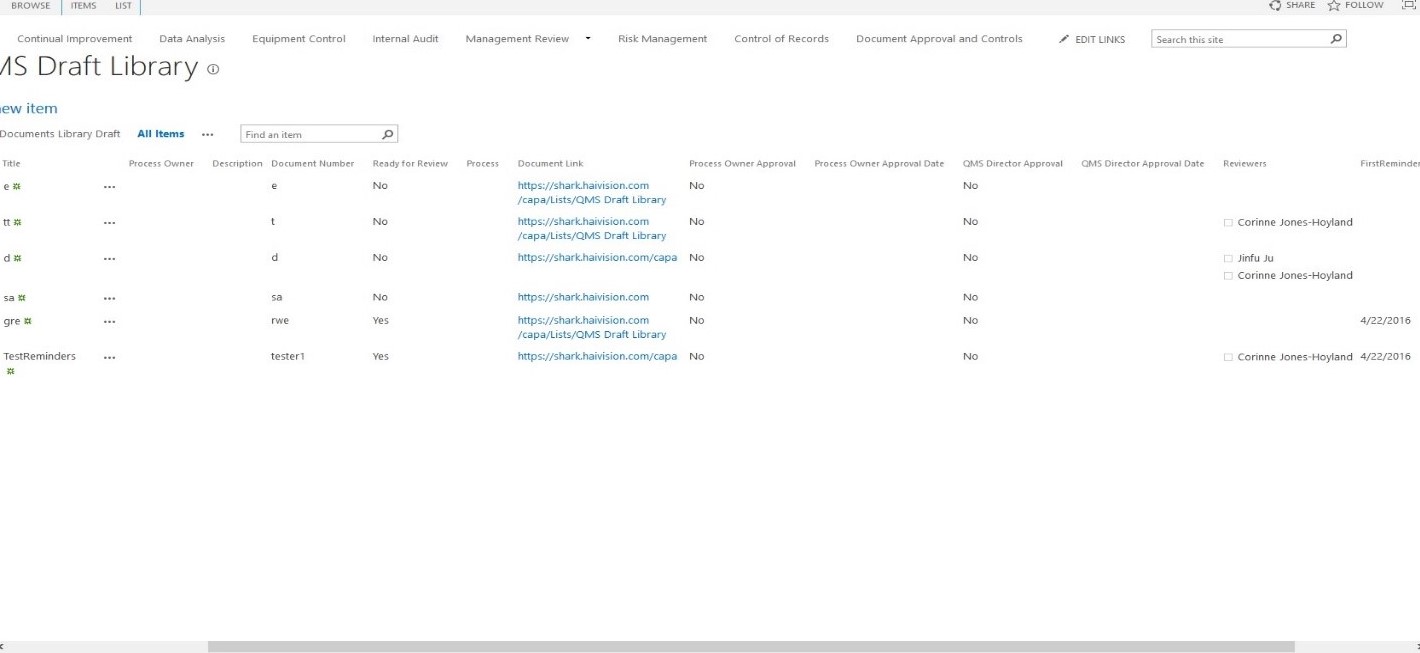 BROWSE ITEMS LIST SHARE FOLLOW
Continual Improvement Data Analysis Equipment Control Internal Audit Management Review Risk Management Control of Records Document Approval and Controls EDIT LINKS Search this site
MS Draft Library
new item
Documents Library Draft All Items ••• Find an item
Title Process Owner Description Document Number Ready for Review Process Document Link Process Owner Approval Process Owner Approval Date QMS Director Approval QMS Director Approval Date Reviewers FirstReminder
e ••• e No https://shark.haivision.com No No
/capa/Lists/QMS Draft Library
tt ••• t No https://shark.haivision.com No No Corinne Jones-Hoyland
/capa/Lists/QMS Draft Library
d ••• d No https://shark.haivision.com/capa No No Jinfu Ju
Corinne Jones-Hoyland
sa ••• sa No https://shark.haivision.com No No
gre ••• rwe Yes https://shark.haivision.com No No 4/22/2016
/capa/Lists/QMS Draft Library
TestReminders ••• tester1 Yes https://shark.haivision.com/capa No No Corinne Jones-Hoyland 4/22/2016